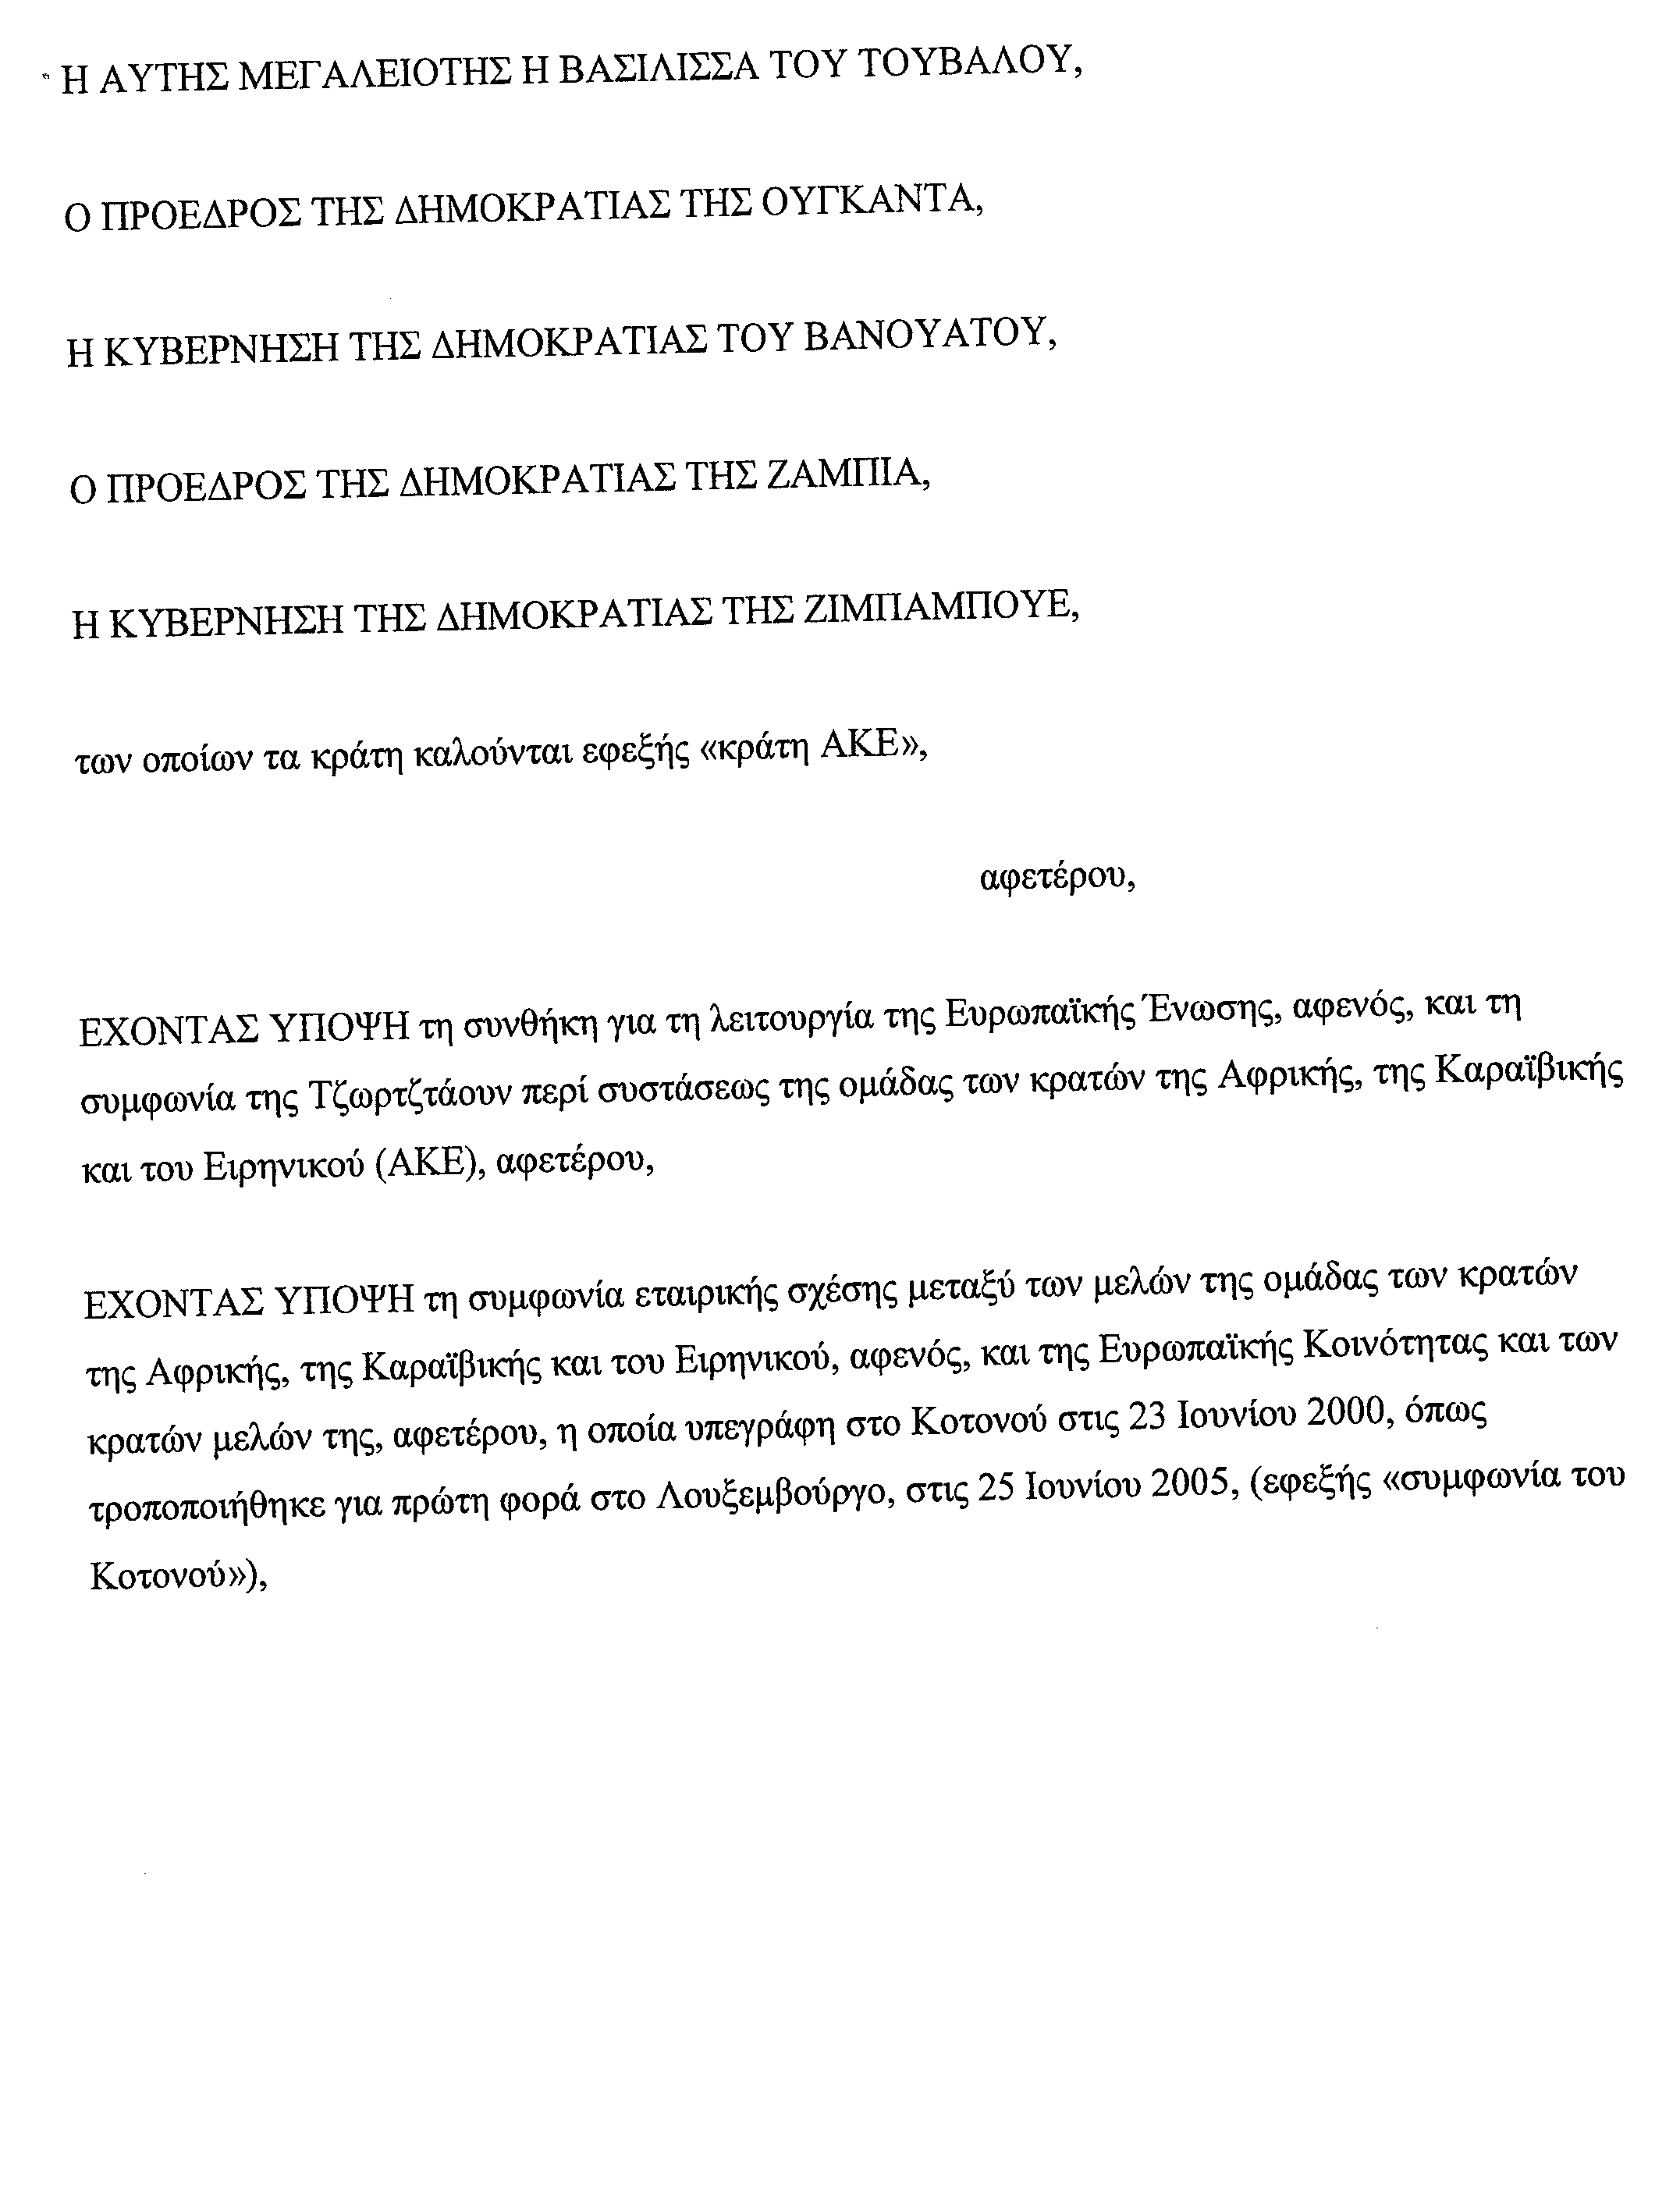 Η ΑΥΤΗΣ ΜΕΓΑΛΕΙΟΤΗΣ Η ΒΑΣΙΛΙΣΣΑ ΤΟΥ ΤΟΥΒΑΛΟΥ,
Ο ΠΡΟΕΔΡΟΣ ΤΗΣ ΔΗΜΟΚΡΑΤΙΑΣ ΤΗΣ ΟΥΓΚΑΝΤΑ,
Η ΚΥΒΕΡΝΗΣΗ ΤΗΣ ΔΗΜΟΚΡΑΤΙΑΣ ΤΟΥ ΒΑΝΟΥΑΤΟΥ,
Ο ΠΡΟΕΔΡΟΣ ΤΗΣ ΔΗΜΟΚΡΑΤΙΑΣ ΤΗΣ ΖΑΜΠΙΑ,
Η ΚΥΒΕΡΝΗΣΗ ΤΗΣ ΔΗΜΟΚΡΑΤΙΑΣ ΤΗΣ ΖΙΜΠΑΜΠΟΥΕ,
των οποίων τα κράτη καλούνται εφεξής «κράτη ΑΚΕ»,
αφετέρου,
ΕΧΟΝΤΑΣ ΥΠΟΨΗ τη συνθήκη για τη λειτουργία της Ευρωπαϊκής Ένωσης, αφενός, και τη
συμφωνία της Τζωρτζτάουν περί συστάσεως της ομάδας των κρατών της Αφρικής, της Καραϊβικής
και του Ειρηνικού (ΑΚΕ), αφετέρου,
ΕΧΟΝΤΑΣ ΥΠΟΨΗ τη συμφωνία εταιρικής σχέσης μεταξύ των μελών της ομάδας των κρατών
της Αφρικής, της Καραϊβικής και του Ειρηνικού, αφενός, και της Ευρωπαϊκής Κοινότητας και των
κρατών μελών της, αφετέρου, η οποία υπεγράφη στο Κοτονού στις 23 Ιουνίου 2000, όπως
τροποποιήθηκε για πρώτη φορά στο Λουξεμβούργο, στις 25 Ιουνίου 2005, (εφεξής «συμφωνία του
Κοτονού»),